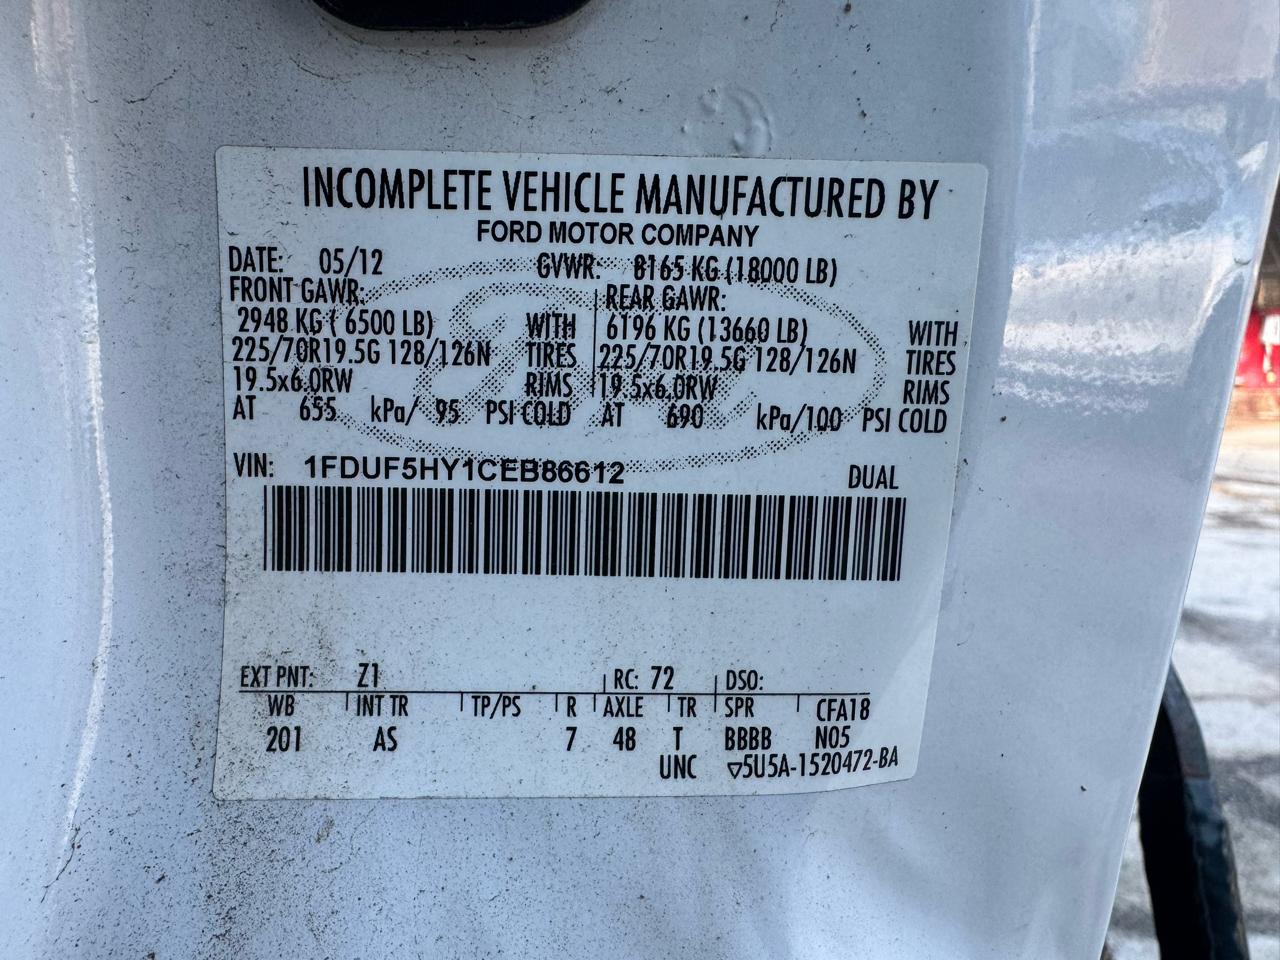 INCOMPLETE VEHICLE MANUFACTURED BY
FORD MOTOR COMPANY
DATE: 05/12 GVWR: 8165 KG (18000 LB)
FRONT GAWR: REAR GAWR:
2948 KG ( 6500 LB) WITH 6196 KG (13660 LB) WITH
225/70R19.5G 128/126N TIRES 225/70R19.5G 128/126N TIRES
19.5x6.0RW RIMS 19.5x6.0RW RIMS
AT 655 kPa/ 95 PSI COLD AT 690 kPa/100 PSI COLD
VIN: 1FDUF5HY1CEB86612 DUAL
EXT PNT: Z1 RC: 72 DSO:
WB INT TR TP/PS R AXLE TR SPR CFA18
201 AS 7 48 T BBBB N05
UNC ▽5U5A-1520472-BA